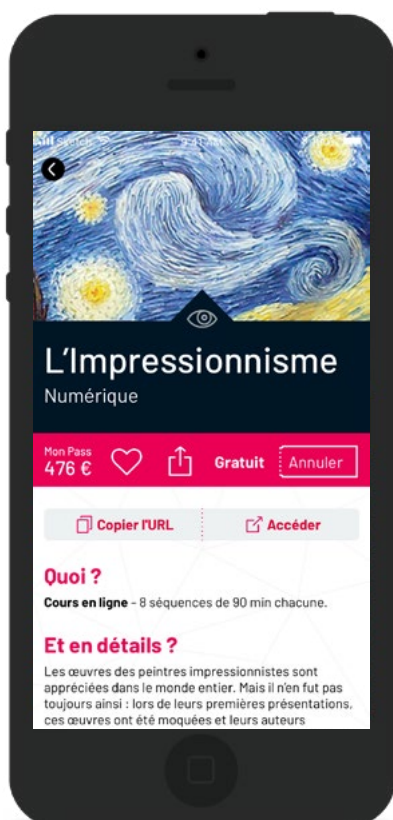 L'Impressionnisme
Numérique
Mon Pass
476 €
Gratuit
Annuler
Copier l'URL
Accéder
Quoi ?
Cours en ligne - 8 séquences de 90 min chacune.
Et en détails ?
Les œuvres des peintres impressionnistes sont
appréciées dans le monde entier. Mais il n'en fut pas
toujours ainsi : lors de leurs premières présentations,
ces œuvres ont été moquées et leurs auteurs